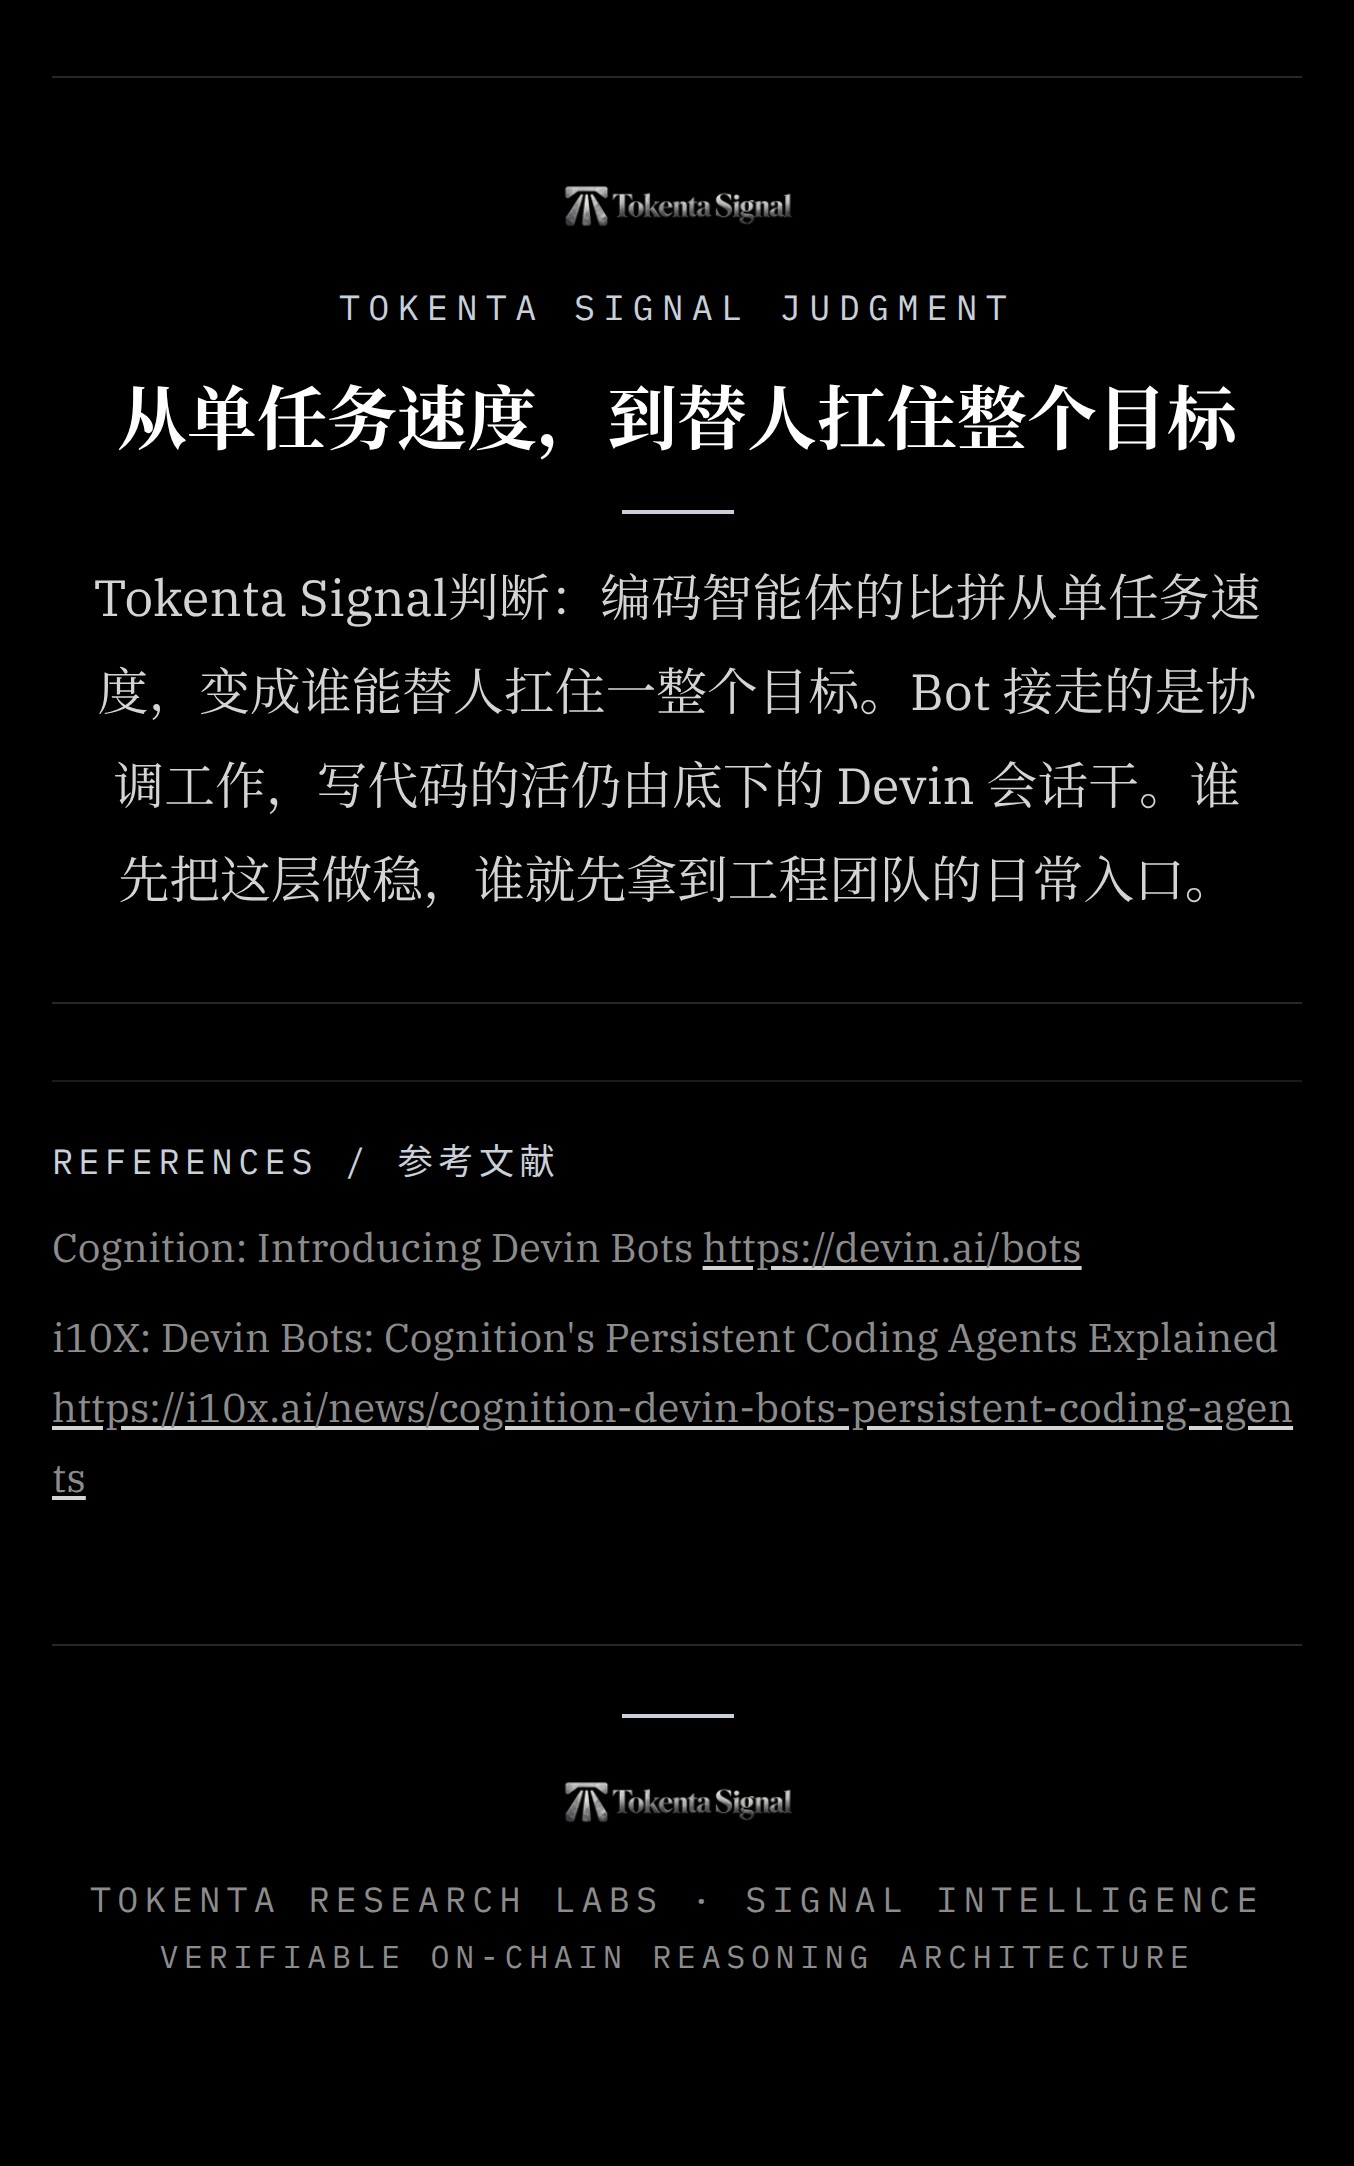 Tokenta Signal
TOKENTA SIGNAL JUDGMENT
从单任务速度，到替人扛住整个目标
Tokenta Signal判断：编码智能体的比拼从单任务速
度，变成谁能替人扛住一整个目标。Bot 接走的是协
调工作，写代码的活仍由底下的 Devin 会话干。谁
先把这层做稳，谁就先拿到工程团队的日常入口。
REFERENCES / 参考文献
Cognition: Introducing Devin Bots https://devin.ai/bots
i10X: Devin Bots: Cognition's Persistent Coding Agents Explained
https://i10x.ai/news/cognition-devin-bots-persistent-coding-agen
ts
Tokenta Signal
TOKENTA RESEARCH LABS · SIGNAL INTELLIGENCE
VERIFIABLE ON-CHAIN REASONING ARCHITECTURE